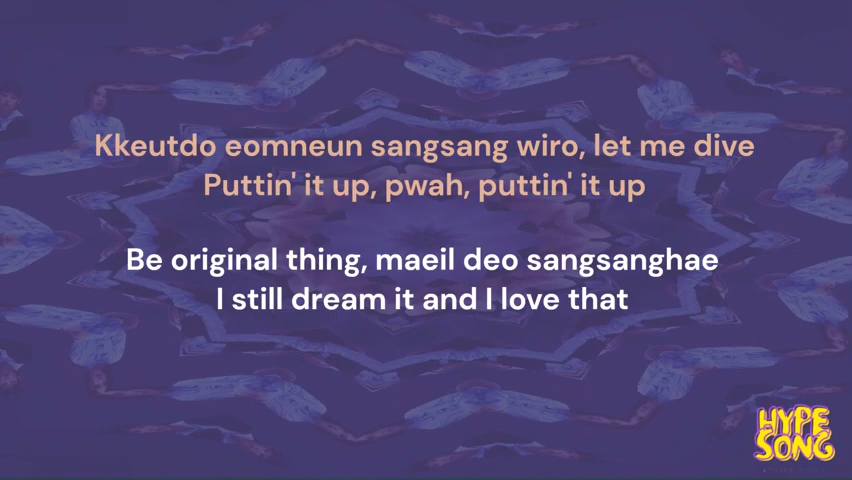 Kkeutdo eomneun sangsang wiro, let me dive
Puttin' it up, pwah, puttin' it up
Be original thing, maeil deo sangsanghae
I still dream it and I love that
HYPE
SONG